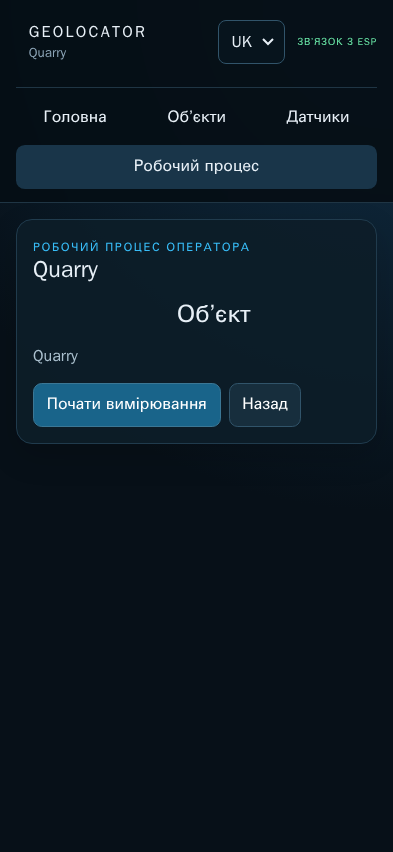 GEOLOCATOR
Quarry
UK
ЗВ'ЯЗОК З ESP
Головна
Об'єкти
Датчики
Робочий процес
РОБОЧИЙ ПРОЦЕС ОПЕРАТОРА
Quarry
Об'єкт
Quarry
Почати вимірювання
Назад